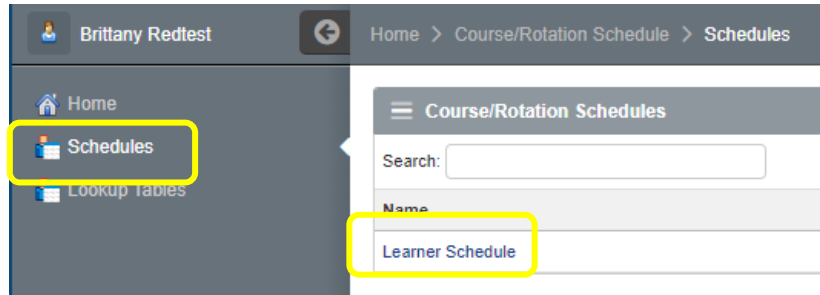 Brittany Redtest
Home > Course/Rotation Schedule > Schedules
Home
Schedules
Lookup Tables
Course/Rotation Schedules
Search:
Name
Learner Schedule